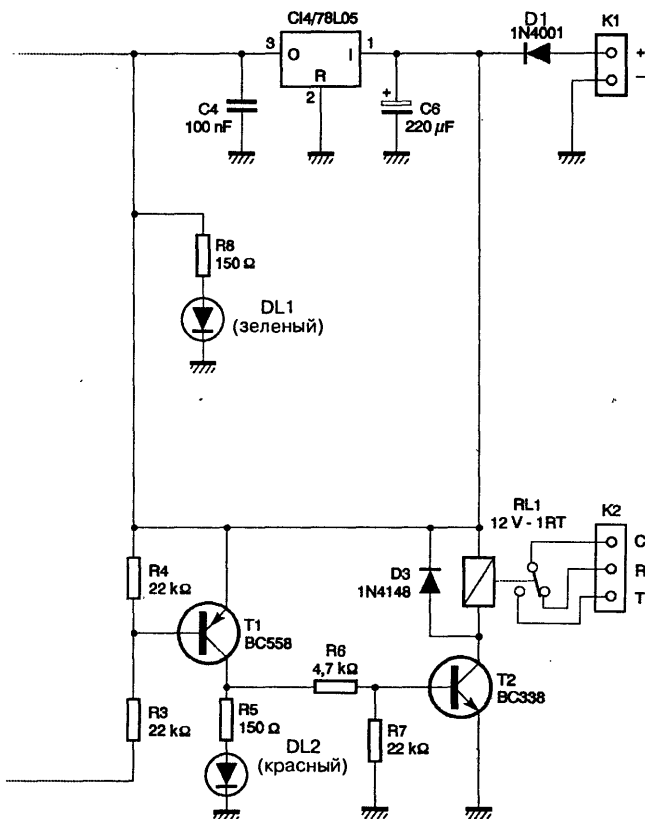 CI4/78L05
D1
1N4001
K1
3
O
I
1
R
2
+
−
C4
100 nF
+
C6
220 μF
R8
150 Ω
DL1
(зеленый)
RL1
12 V - 1RT
K2
C
R
T
R4
22 kΩ
D3
1N4148
T1
BC558
R6
4,7 kΩ
T2
BC338
R3
22 kΩ
R5
150 Ω
R7
22 kΩ
DL2
(красный)